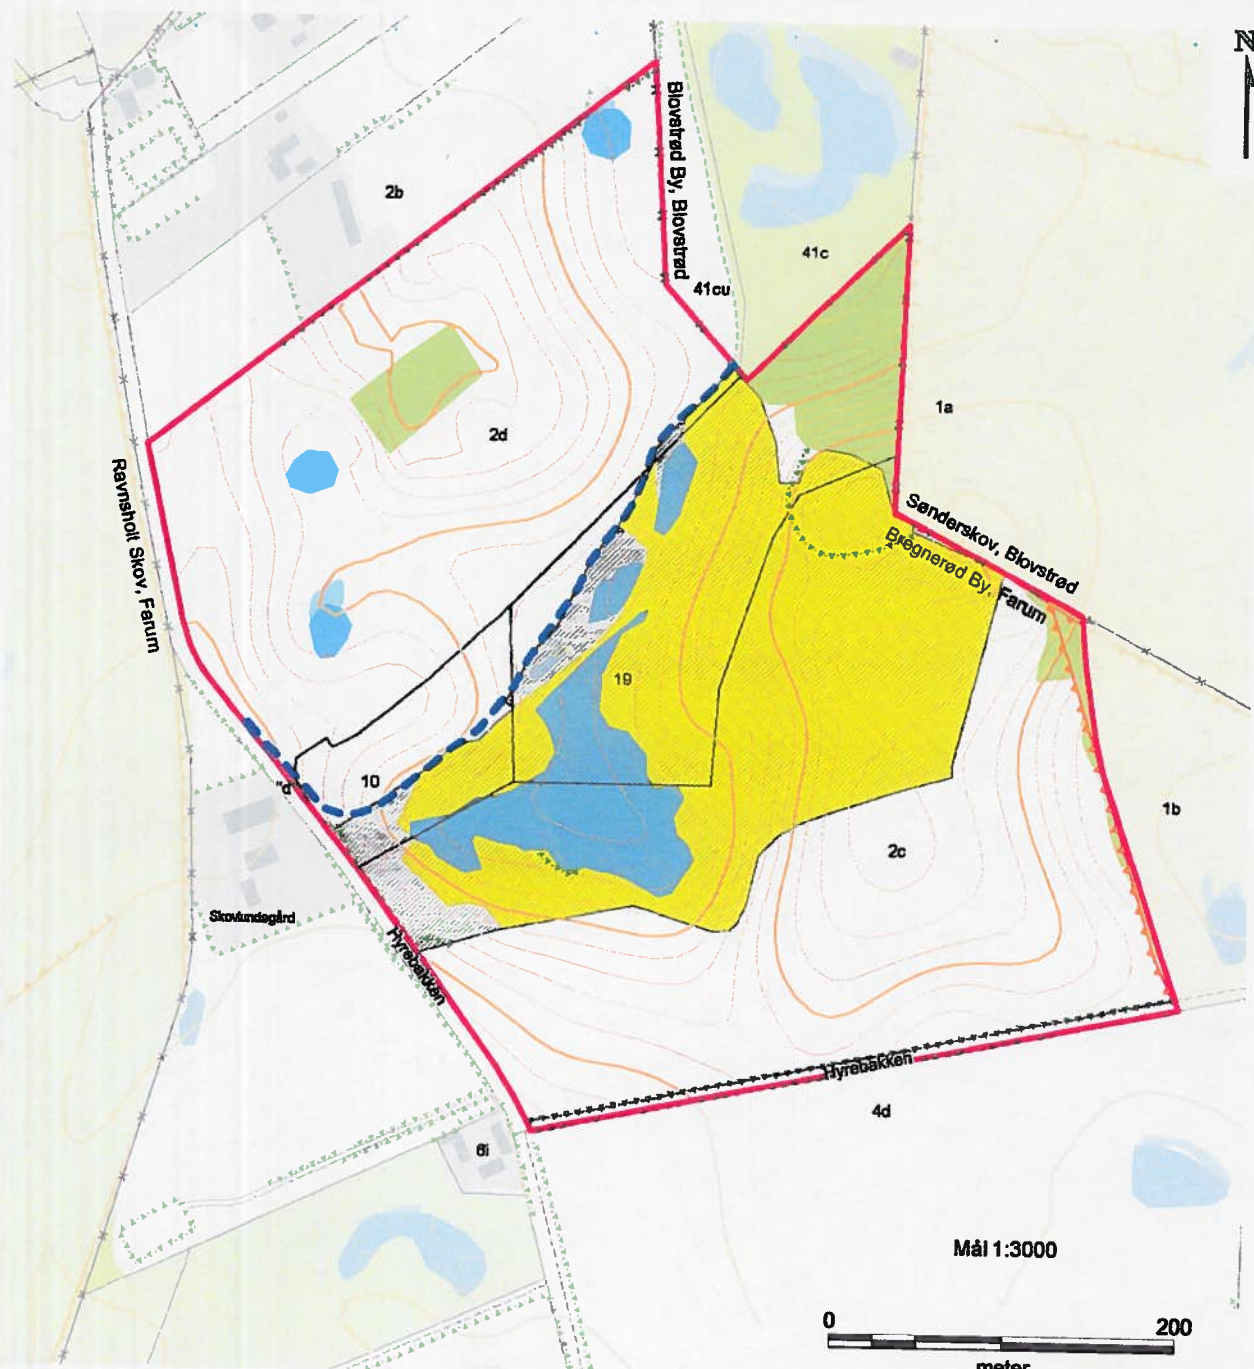 N
2b
Blovstrød By, Blovstrød
41c
41cu
1a
2d
Ravnsholt Skov, Farum
Sønderskov, Blovstrød
Bregnerød By, Farum
19
10
"d"
1b
2c
Skovlundsgård
Hyrebakken
Hyrebakken
4d
6i
Mål 1:3000
0 200
meter